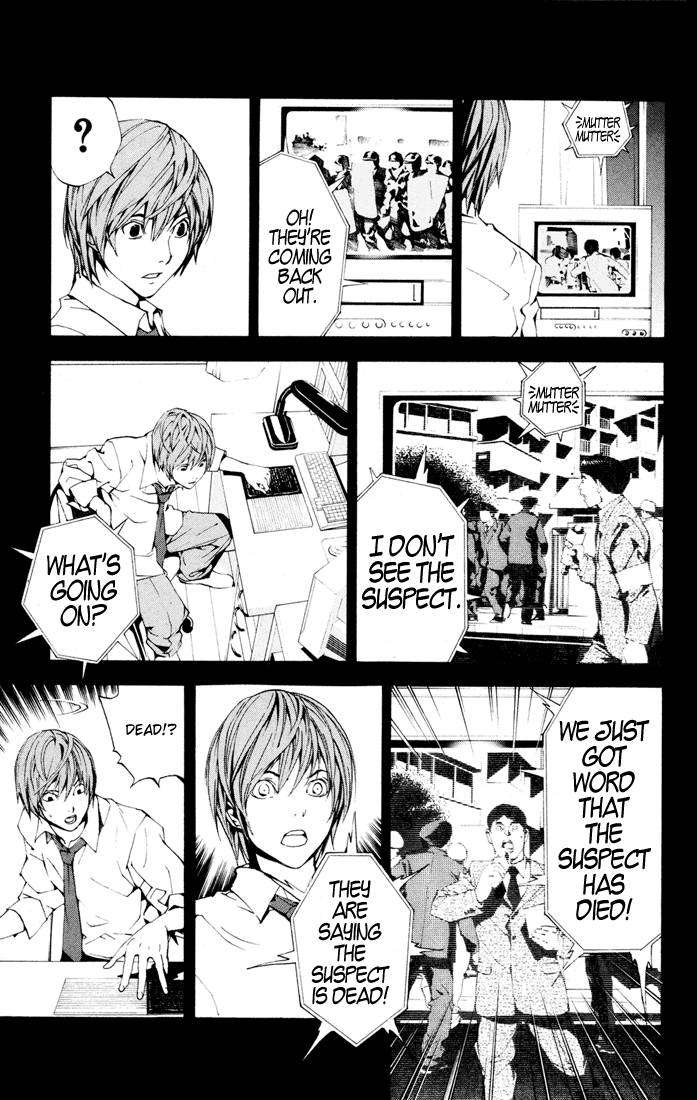 MUTTER
MUTTER
OH!
THEY'RE
COMING
BACK
OUT.
?
MUTTER
MUTTER
I DON'T
SEE THE
SUSPECT.
WHAT'S
GOING
ON?
WE JUST
GOT
WORD
THAT
THE
SUSPECT
HAS
DIED!
THEY
ARE
SAYING
THE
SUSPECT
IS DEAD!
DEAD!?